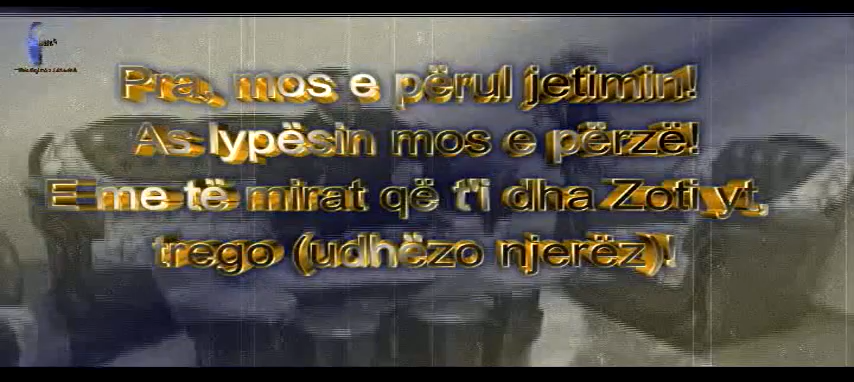 Pra, mos e përul jetimin!
As lypësin mos e përzë!
E me të mirat që t'i dha Zoti yt,
trego (udhëzo njerëz)!